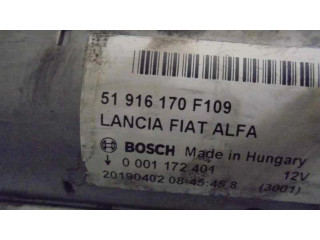 51 916 170 F109
LANCIA FIAT ALFA
BOSCH Made in Hungary
↓ 0 001 172 401 12V
20190402 08:45:45.8 (3001)